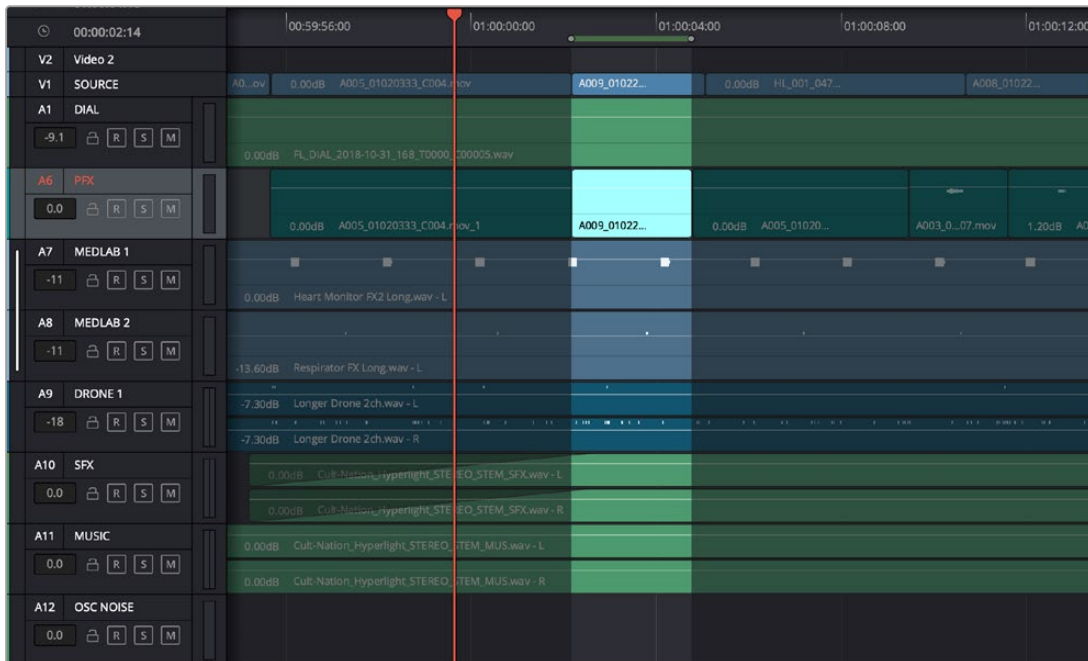 00:00:02:14 00:59:56:00 01:00:00:00 01:00:04:00 01:00:08:00 01:00:12:00
V2 Video 2
V1 SOURCE A0...ov 0.00dB A005_01020333_C004.mov A009_01022... 0.00dB HL_001_047... A008_01022...
A1 DIAL
-9.1 R S M
0.00dB FL_DIAL_2018-10-31_168_T0000_C00005.wav
A6 PFX
0.0 R S M
0.00dB A005_01020333_C004.mov_1 A009_01022... 0.00dB A005_01020... A003_0...07.mov 1.20dB A0
A7 MEDLAB 1
-11 R S M
0.00dB Heart Monitor FX2 Long.wav - L
A8 MEDLAB 2
-11 R S M
-13.60dB Respirator FX Long.wav - L
A9 DRONE 1
-7.30dB Longer Drone 2ch.wav - L
-18 R S M
-7.30dB Longer Drone 2ch.wav - R
A10 SFX
0.00dB Cult-Nation_Hyperlight_STEREO_STEM_SFX.wav - L
0.0 R S M
0.00dB Cult-Nation_Hyperlight_STEREO_STEM_SFX.wav - R
A11 MUSIC
0.00dB Cult-Nation_Hyperlight_STEREO_STEM_MUS.wav - L
0.0 R S M
0.00dB Cult-Nation_Hyperlight_STEREO_STEM_MUS.wav - R
A12 OSC NOISE
0.0 R S M